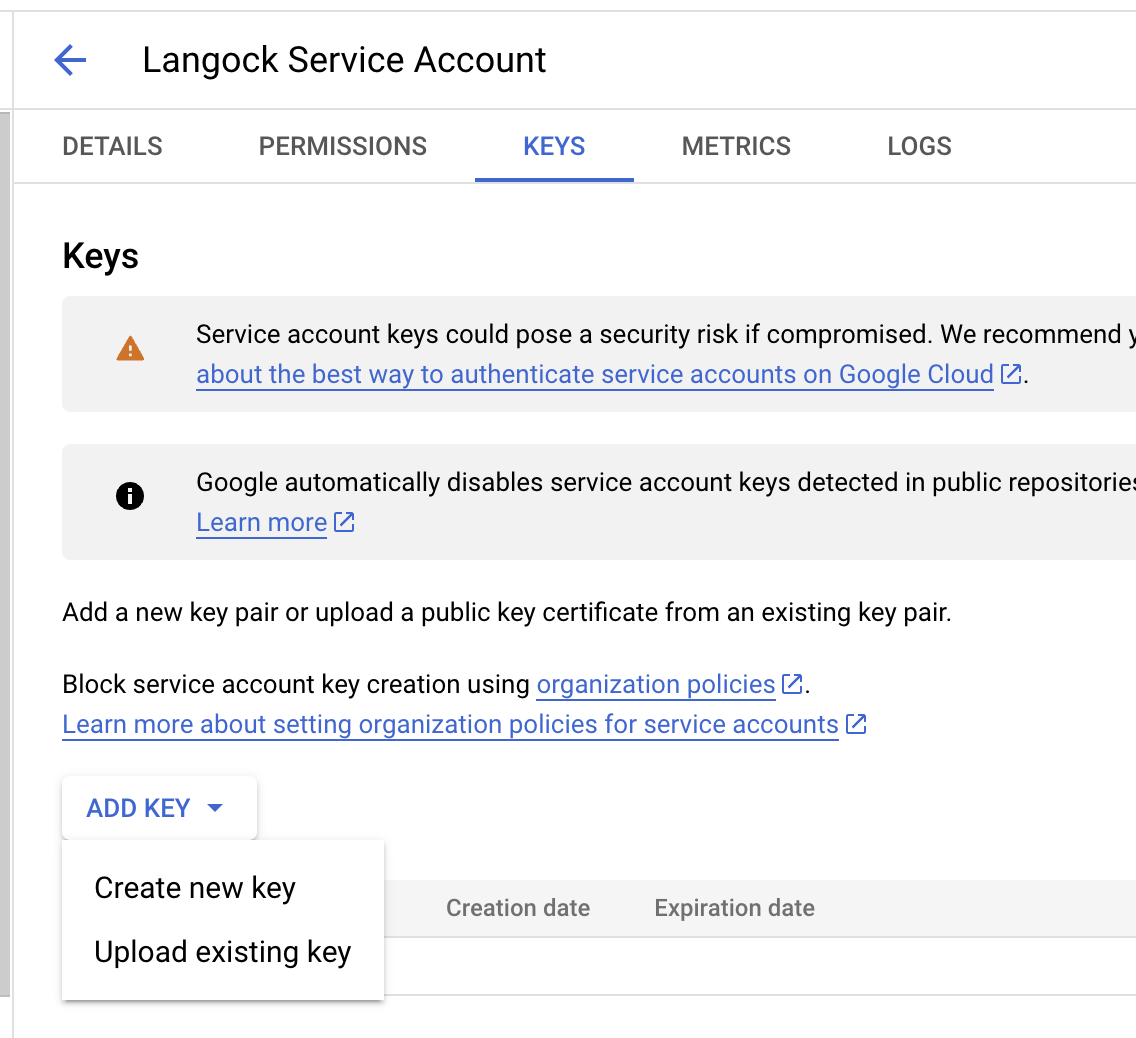 Langock Service Account
DETAILS PERMISSIONS KEYS METRICS LOGS
Keys
Service account keys could pose a security risk if compromised. We recommend
about the best way to authenticate service accounts on Google Cloud.
Google automatically disables service account keys detected in public repositories
Learn more
Add a new key pair or upload a public key certificate from an existing key pair.
Block service account key creation using organization policies.
Learn more about setting organization policies for service accounts
ADD KEY
Create new key
Creation date Expiration date
Upload existing key